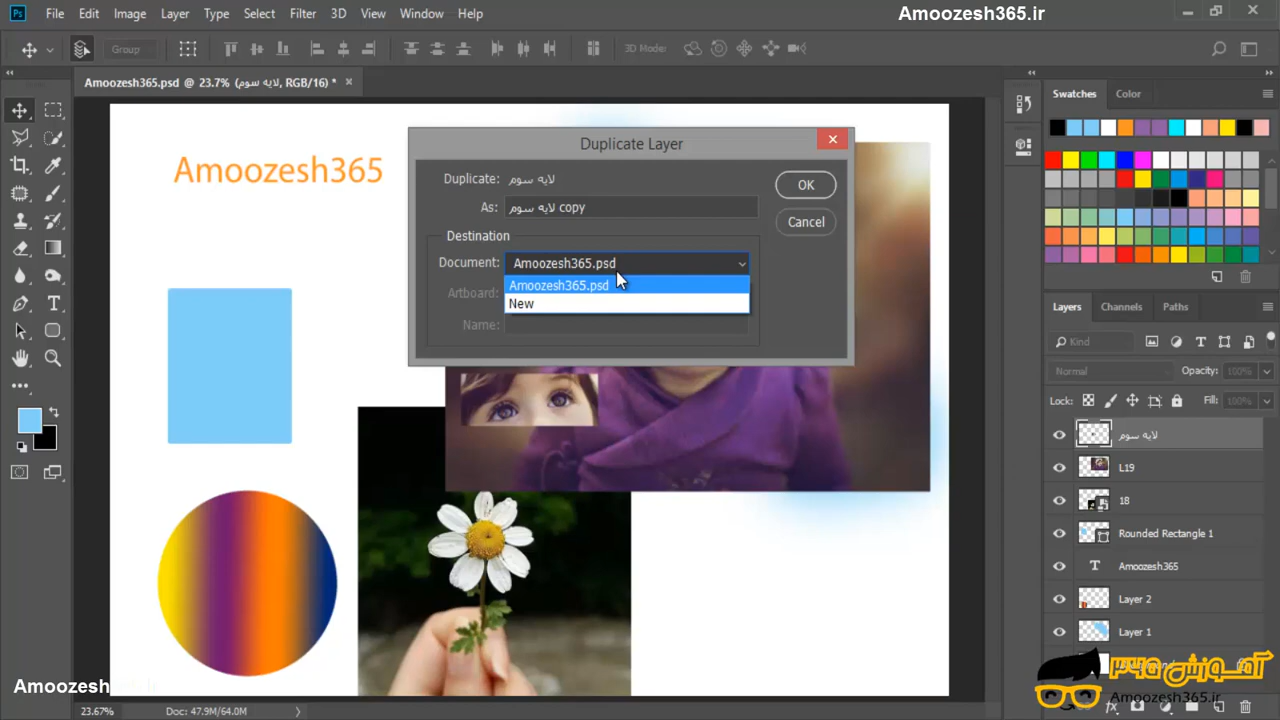 Ps File Edit Image Layer Type Select Filter 3D View Window Help
Amoozesh365.ir
Group
3D Mode:
Amoozesh365.psd @ 23.7% (لایه سوم, RGB/16) *
Swatches Color
Amoozesh365
Duplicate Layer
Duplicate: لایه سوم
As: لایه سوم copy
OK
Cancel
Destination
Document: Amoozesh365.psd
Amoozesh365.psd
New
Artboard:
Name:
Layers Channels Paths
Kind
Normal Opacity: 100%
Lock: Fill: 100%
لایه سوم
L19
18
Rounded Rectangle 1
T Amoozesh365
Layer 2
Layer 1
آموزش ۳۶۵
Amoozesh365.ir
Amoozesh
23.67% Doc: 47.9M/64.0M
fx